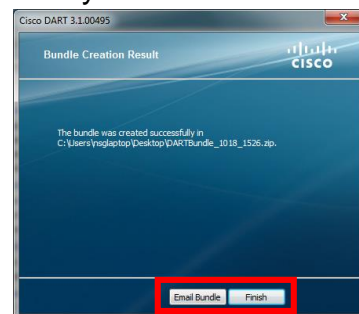 Cisco DART 3.1.00495
Bundle Creation Result
CISCO
The bundle was created successfully in
C:\Users\nsglaptop\Desktop\DARTBundle_1018_1526.zip.
Email Bundle Finish